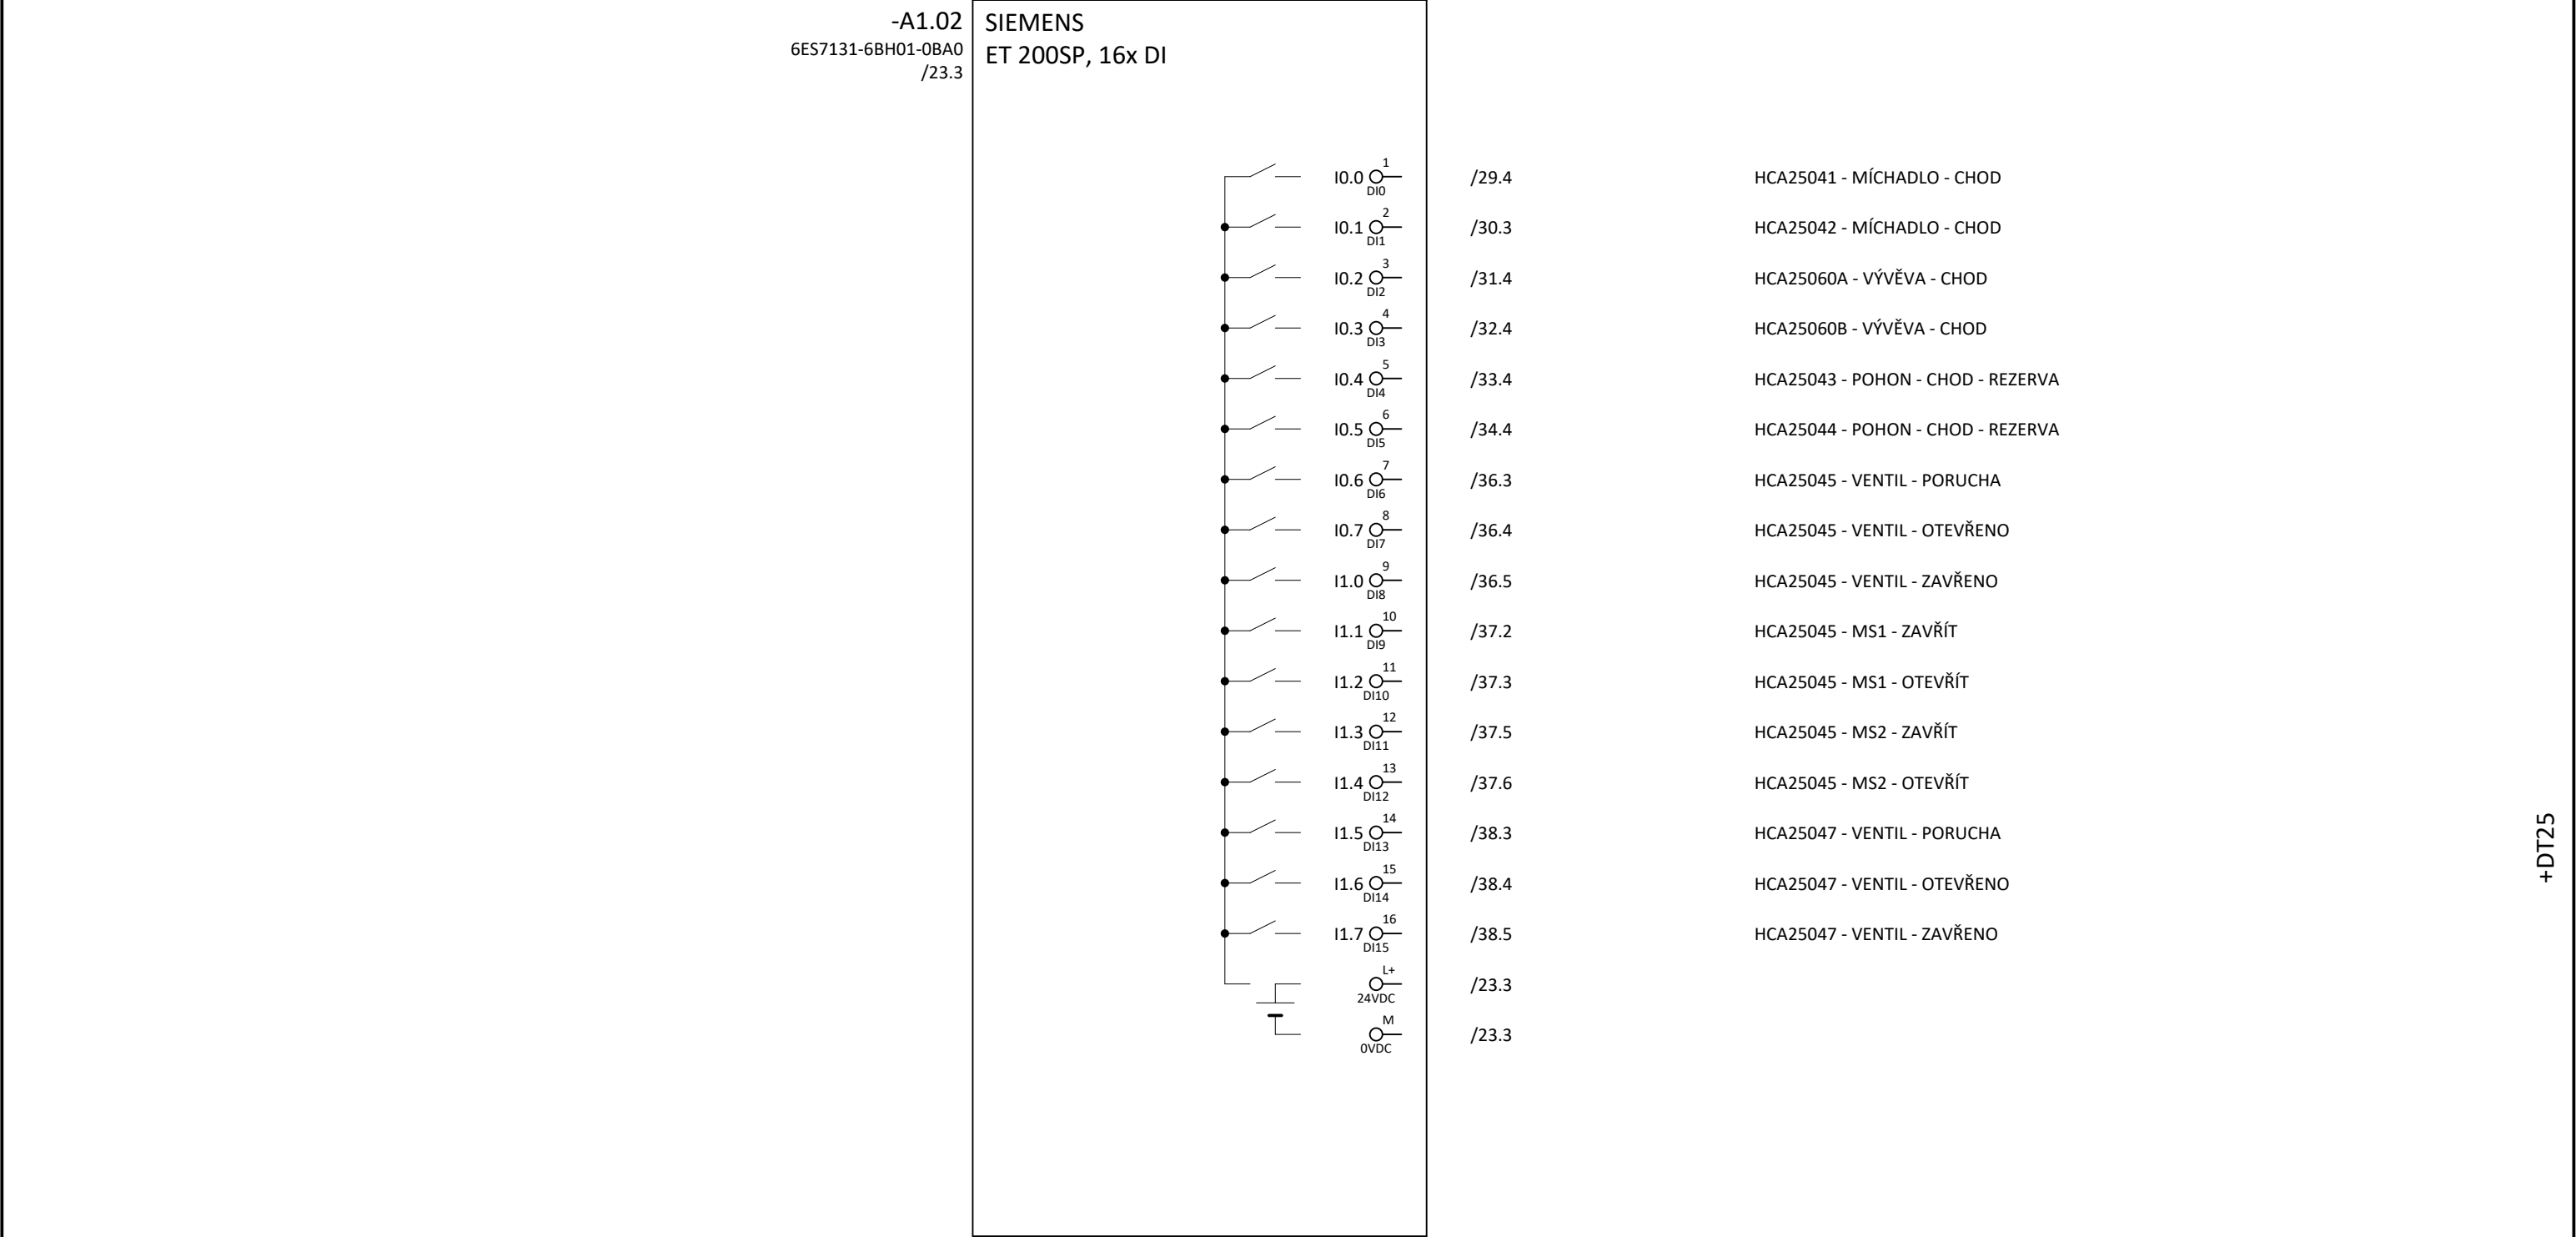 -A1.02
6ES7131-6BH01-0BA0
/23.3
SIEMENS
ET 200SP, 16x DI
I0.0 1 DI0 /29.4 HCA25041 - MÍCHADLO - CHOD
I0.1 2 DI1 /30.3 HCA25042 - MÍCHADLO - CHOD
I0.2 3 DI2 /31.4 HCA25060A - VÝVĚVA - CHOD
I0.3 4 DI3 /32.4 HCA25060B - VÝVĚVA - CHOD
I0.4 5 DI4 /33.4 HCA25043 - POHON - CHOD - REZERVA
I0.5 6 DI5 /34.4 HCA25044 - POHON - CHOD - REZERVA
I0.6 7 DI6 /36.3 HCA25045 - VENTIL - PORUCHA
I0.7 8 DI7 /36.4 HCA25045 - VENTIL - OTEVŘENO
I1.0 9 DI8 /36.5 HCA25045 - VENTIL - ZAVŘENO
I1.1 10 DI9 /37.2 HCA25045 - MS1 - ZAVŘÍT
I1.2 11 DI10 /37.3 HCA25045 - MS1 - OTEVŘÍT
I1.3 12 DI11 /37.5 HCA25045 - MS2 - ZAVŘÍT
I1.4 13 DI12 /37.6 HCA25045 - MS2 - OTEVŘÍT
I1.5 14 DI13 /38.3 HCA25047 - VENTIL - PORUCHA
I1.6 15 DI14 /38.4 HCA25047 - VENTIL - OTEVŘENO
I1.7 16 DI15 /38.5 HCA25047 - VENTIL - ZAVŘENO
L+ 24VDC /23.3
M 0VDC /23.3
+DT25